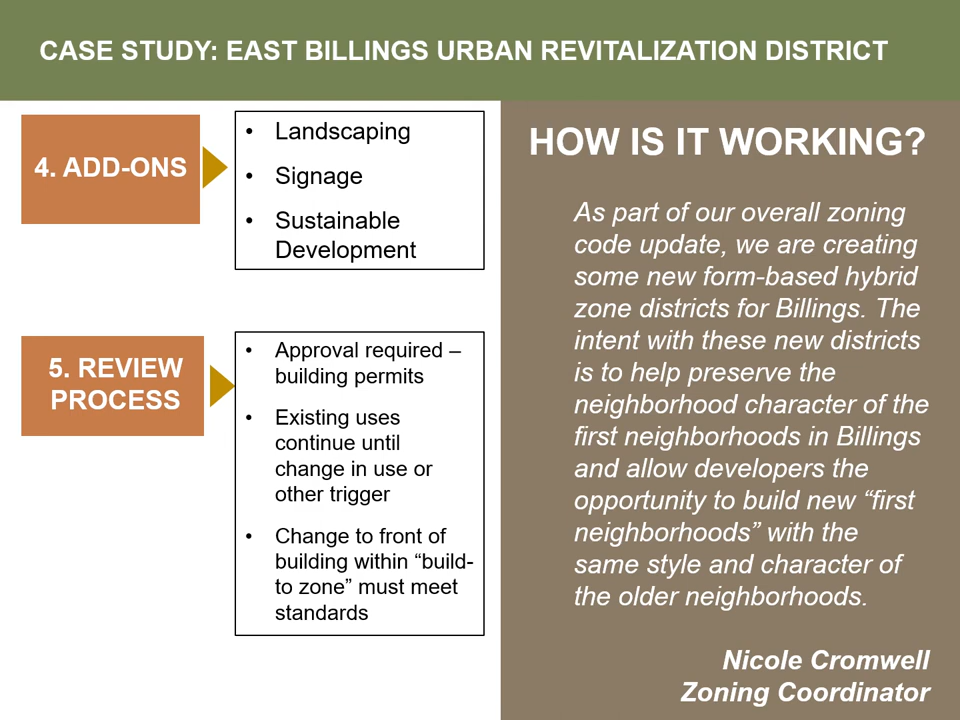 CASE STUDY: EAST BILLINGS URBAN REVITALIZATION DISTRICT
4. ADD-ONS
• Landscaping
• Signage
• Sustainable
Development
5. REVIEW
PROCESS
• Approval required –
building permits
• Existing uses
continue until
change in use or
other trigger
• Change to front of
building within “build-
to zone” must meet
standards
HOW IS IT WORKING?
As part of our overall zoning
code update, we are creating
some new form-based hybrid
zone districts for Billings. The
intent with these new districts
is to help preserve the
neighborhood character of the
first neighborhoods in Billings
and allow developers the
opportunity to build new “first
neighborhoods” with the
same style and character of
the older neighborhoods.
Nicole Cromwell
Zoning Coordinator